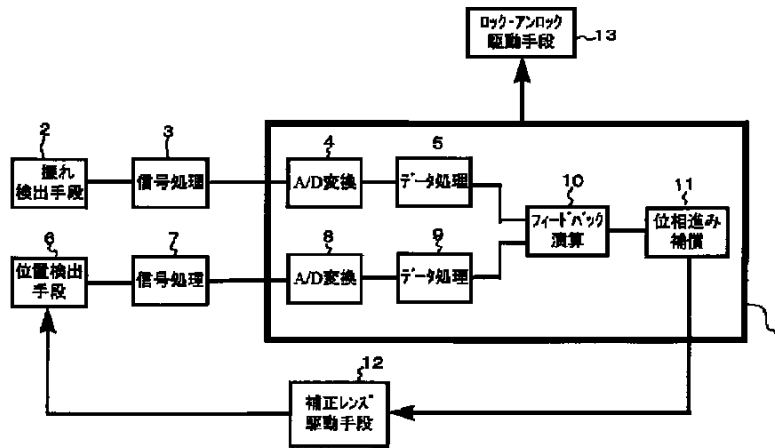 ロック-アンロック
駆動手段
13
2
3
4
5
振れ
検出手段
信号処理
A/D変換
データ処理
10
11
フィードバック
演算
位相進み
補償
6
7
8
9
位置検出
手段
信号処理
A/D変換
データ処理
12
補正レンズ
駆動手段